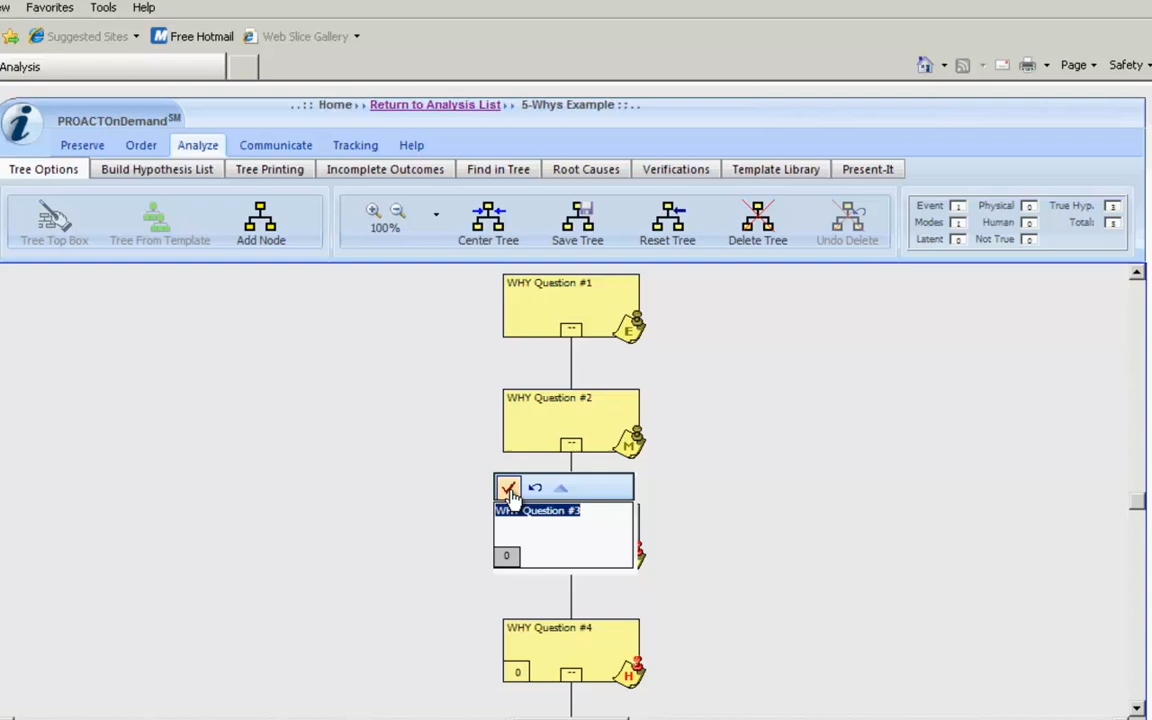 ew Favorites Tools Help
Suggested Sites Free Hotmail Web Slice Gallery
Analysis Page Safety
..:: Home Return to Analysis List 5-Whys Example ::..
i PROACTOnDemand SM
Preserve Order Analyze Communicate Tracking Help
Tree Options Build Hypothesis List Tree Printing Incomplete Outcomes Find in Tree Root Causes Verifications Template Library Present-It
Tree Top Box Tree From Template Add Node 100% Center Tree Save Tree Reset Tree Delete Tree Undo Delete
Event 1 Physical 0 True Hyp. 3
Modes 1 Human 0 Total: 5
Latent 0 Not True 0
WHY Question #1
-- E
WHY Question #2
-- M
WHY Question #3
0
WHY Question #4
0 -- H